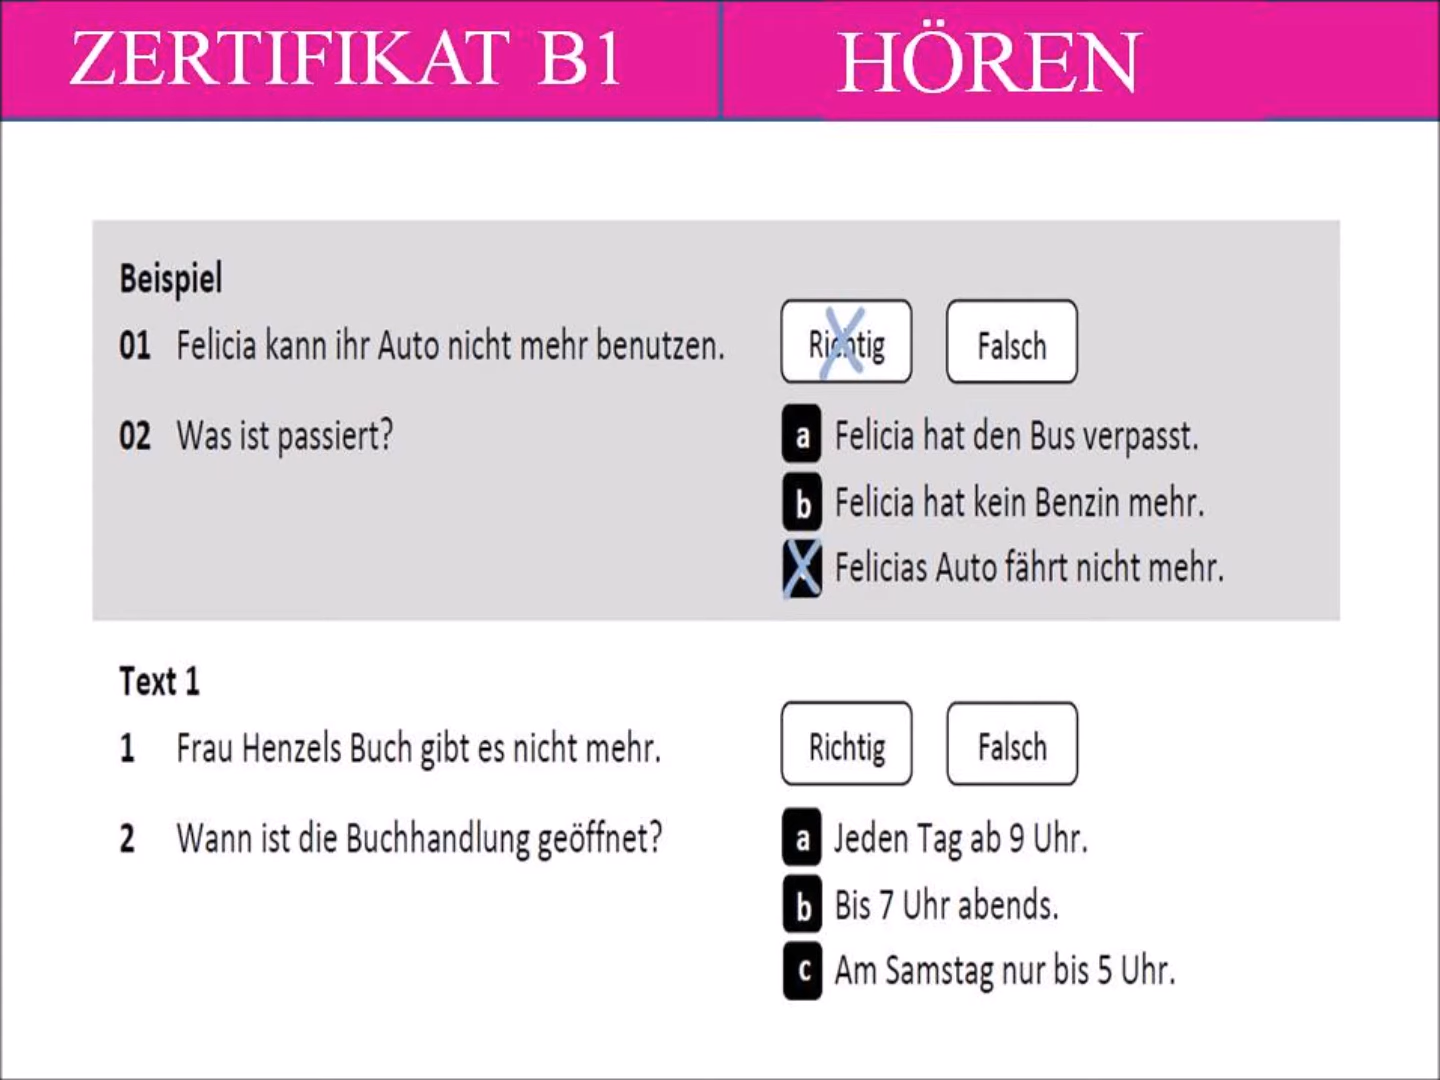 ZERTIFIKAT B1 HÖREN
Beispiel
01 Felicia kann ihr Auto nicht mehr benutzen. Richtig Falsch
02 Was ist passiert? a Felicia hat den Bus verpasst.
b Felicia hat kein Benzin mehr.
Felicias Auto fährt nicht mehr.
Text 1
1 Frau Henzels Buch gibt es nicht mehr. Richtig Falsch
2 Wann ist die Buchhandlung geöffnet? a Jeden Tag ab 9 Uhr.
b Bis 7 Uhr abends.
c Am Samstag nur bis 5 Uhr.